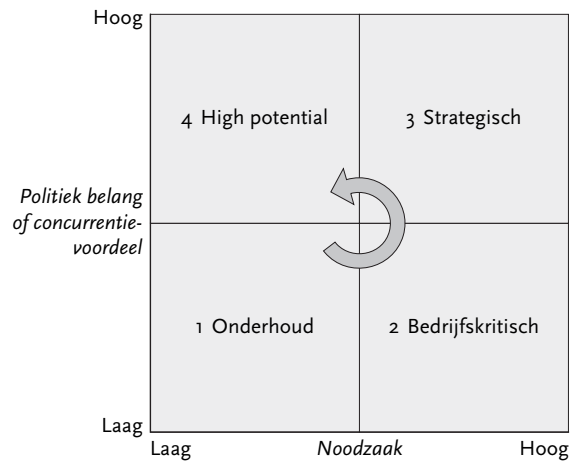 Hoog
4 High potential
3 Strategisch
Politiek belang
of concurrentie-
voordeel
1 Onderhoud
2 Bedrijfskritisch
Laag
Laag
Noodzaak
Hoog